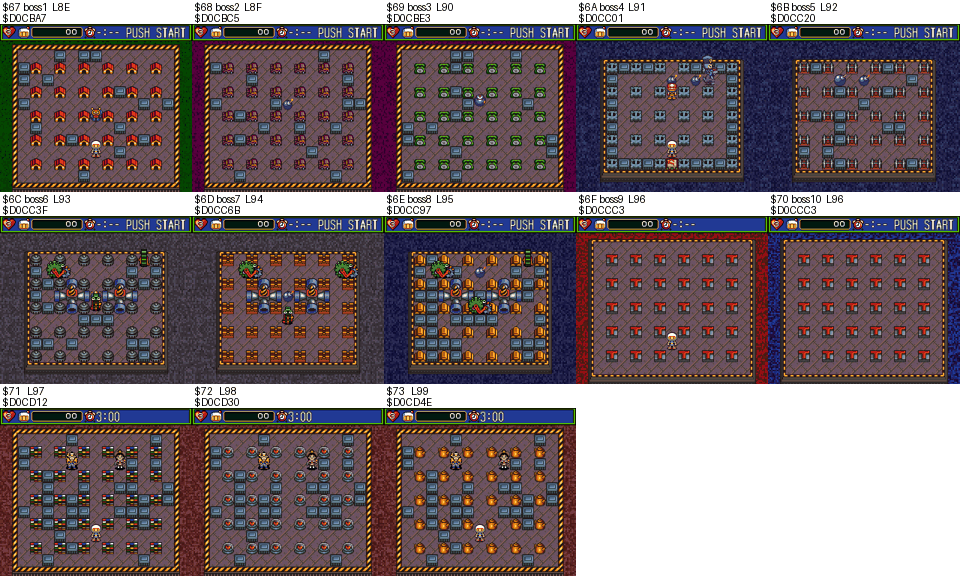 $67 boss1 L8E
$D0CBA7
00 -:-- PUSH START
$68 boss2 L8F
$D0CBC5
00 -:-- PUSH START
$69 boss3 L90
$D0CBE3
00 -:-- PUSH START
$6A boss4 L91
$D0CC01
00 -:-- PUSH START
$6B boss5 L92
$D0CC20
00 -:-- PUSH START
$6C boss6 L93
$D0CC3F
00 -:-- PUSH START
$6D boss7 L94
$D0CC6B
00 -:-- PUSH START
$6E boss8 L95
$D0CC97
00 -:-- PUSH START
$6F boss9 L96
$D0CCC3
00 -:-- PUSH START
$70 boss10 L96
$D0CCC3
00 -:-- PUSH START
$71 L97
$D0CD12
00 3:00
$72 L98
$D0CD30
00 3:00
$73 L99
$D0CD4E
00 3:00